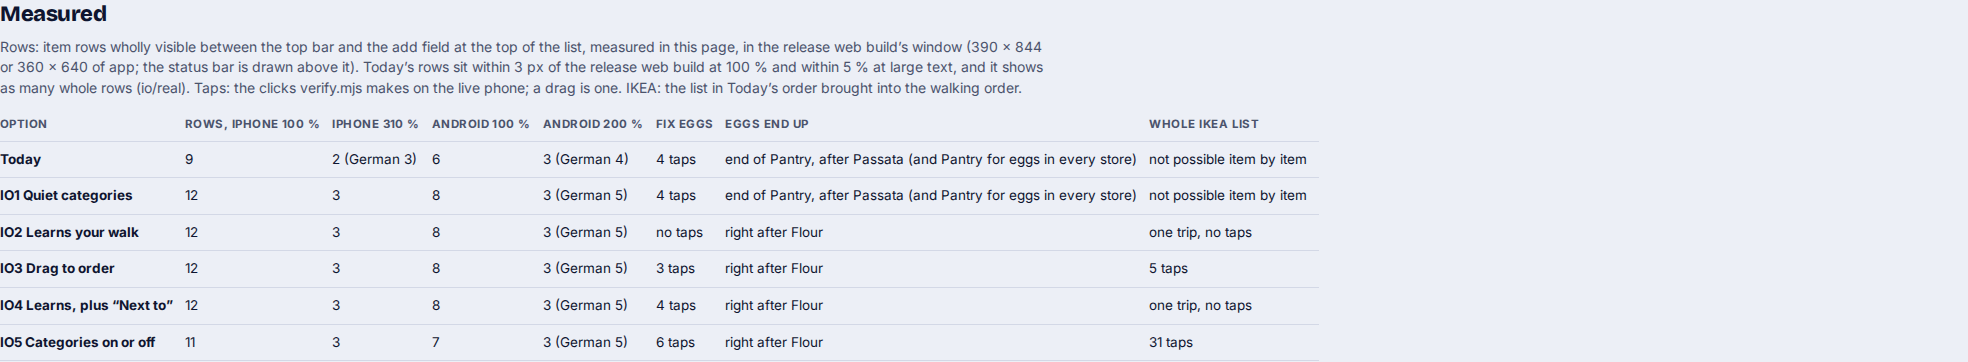 Measured
Rows: item rows wholly visible between the top bar and the add field at the top of the list, measured in this page, in the release web build’s window (390 × 844
or 360 × 640 of app; the status bar is drawn above it). Today’s rows sit within 3 px of the release web build at 100 % and within 5 % at large text, and it shows
as many whole rows (io/real). Taps: the clicks verify.mjs makes on the live phone; a drag is one. IKEA: the list in Today’s order brought into the walking order.
OPTION ROWS, IPHONE 100 % IPHONE 310 % ANDROID 100 % ANDROID 200 % FIX EGGS EGGS END UP WHOLE IKEA LIST
Today 9 2 (German 3) 6 3 (German 4) 4 taps end of Pantry, after Passata (and Pantry for eggs in every store) not possible item by item
IO1 Quiet categories 12 3 8 3 (German 5) 4 taps end of Pantry, after Passata (and Pantry for eggs in every store) not possible item by item
IO2 Learns your walk 12 3 8 3 (German 5) no taps right after Flour one trip, no taps
IO3 Drag to order 12 3 8 3 (German 5) 3 taps right after Flour 5 taps
IO4 Learns, plus “Next to” 12 3 8 3 (German 5) 4 taps right after Flour one trip, no taps
IO5 Categories on or off 11 3 7 3 (German 5) 6 taps right after Flour 31 taps